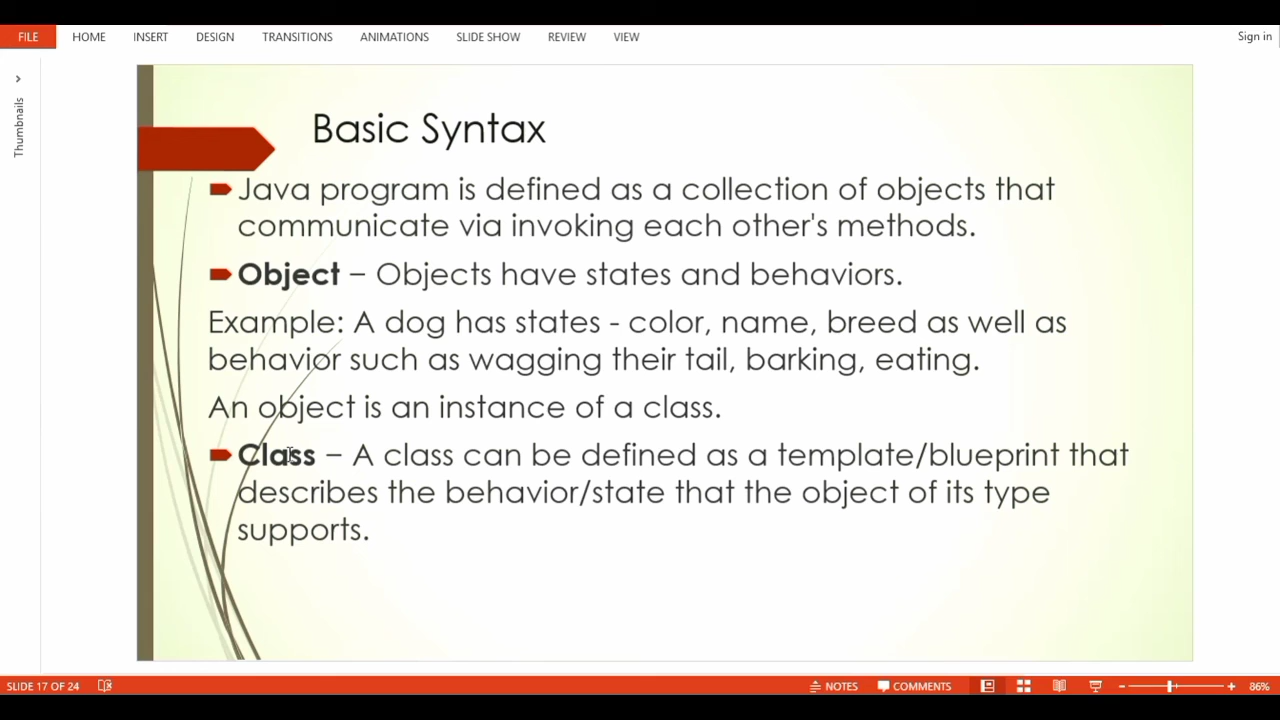 FILE HOME INSERT DESIGN TRANSITIONS ANIMATIONS SLIDE SHOW REVIEW VIEW Sign in
Thumbnails
Basic Syntax
Java program is defined as a collection of objects that
communicate via invoking each other's methods.
Object − Objects have states and behaviors.
Example: A dog has states - color, name, breed as well as
behavior such as wagging their tail, barking, eating.
An object is an instance of a class.
Class − A class can be defined as a template/blueprint that
describes the behavior/state that the object of its type
supports.
SLIDE 17 OF 24 NOTES COMMENTS 86%